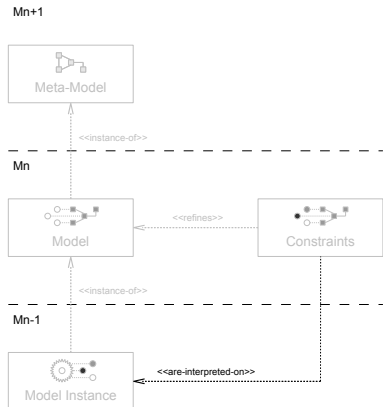 Mn+1
Meta-Model
<<instance-of>>
Mn
<<refines>>
Model
Constraints
<<instance-of>>
Mn-1
<<are-interpreted-on>>
Model Instance